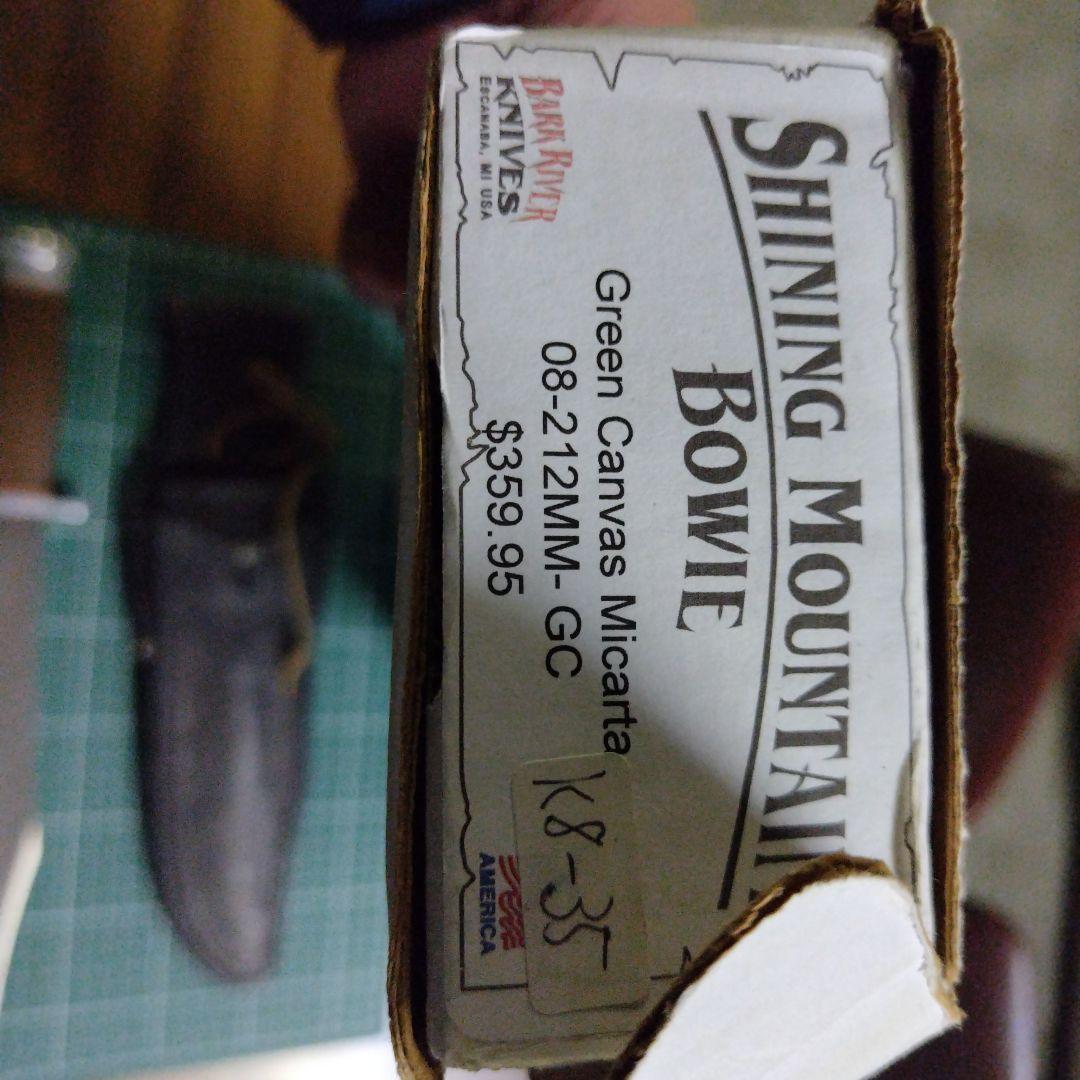 SHINING MOUNTAIN
BOWIE
Green Canvas Micarta
08-212MM- GC
$359.95
BARK RIVER
KNIVES
ESCANABA, MI USA
K8-35
AMERICA